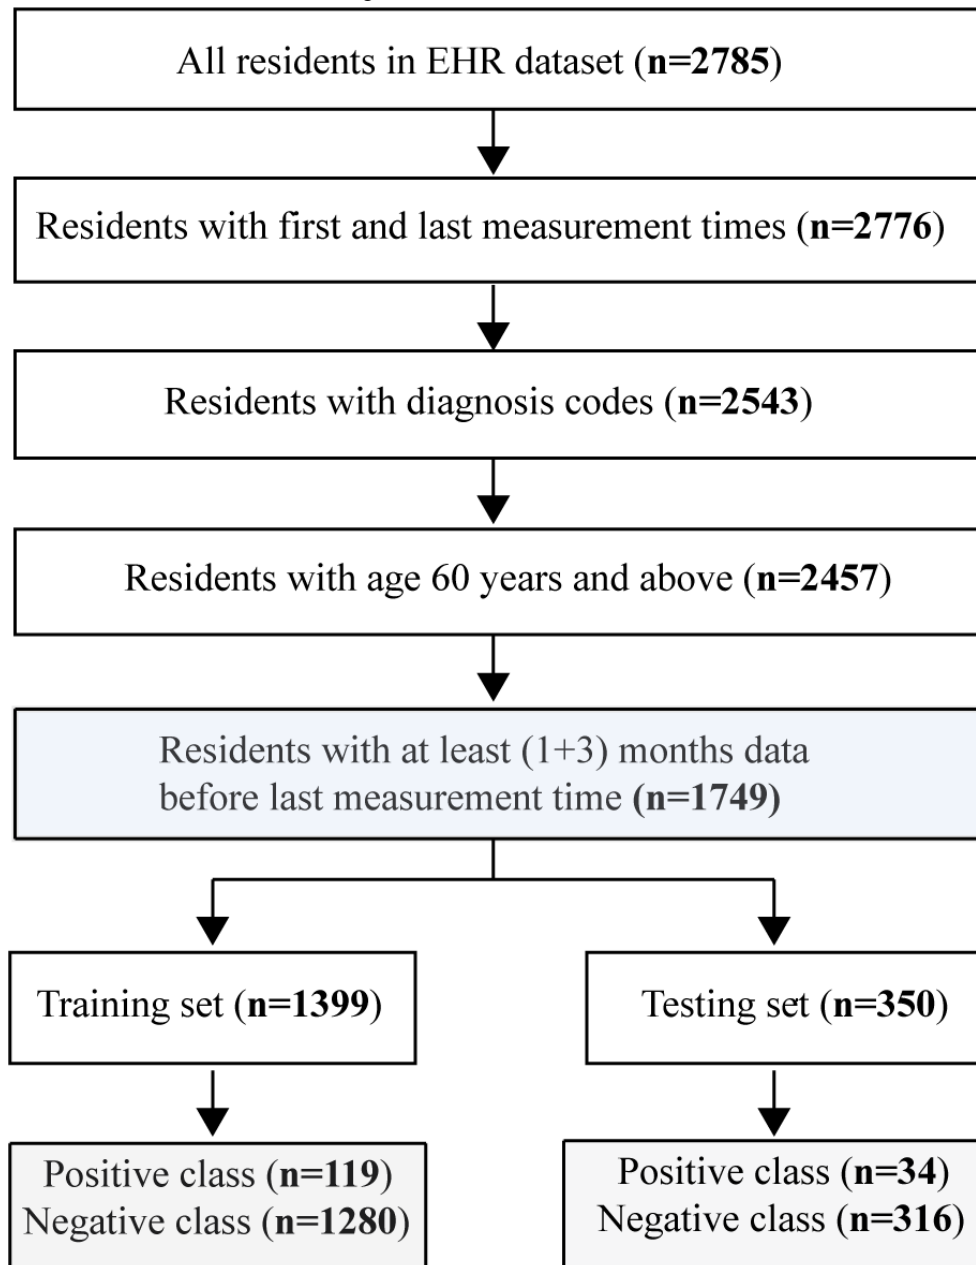 All residents in EHR dataset (n=2785)
Residents with first and last measurement times (n=2776)
Residents with diagnosis codes (n=2543)
Residents with age 60 years and above (n=2457)
Residents with at least (1+3) months data
before last measurement time (n=1749)
Training set (n=1399)
Testing set (n=350)
Positive class (n=119)
Negative class (n=1280)
Positive class (n=34)
Negative class (n=316)